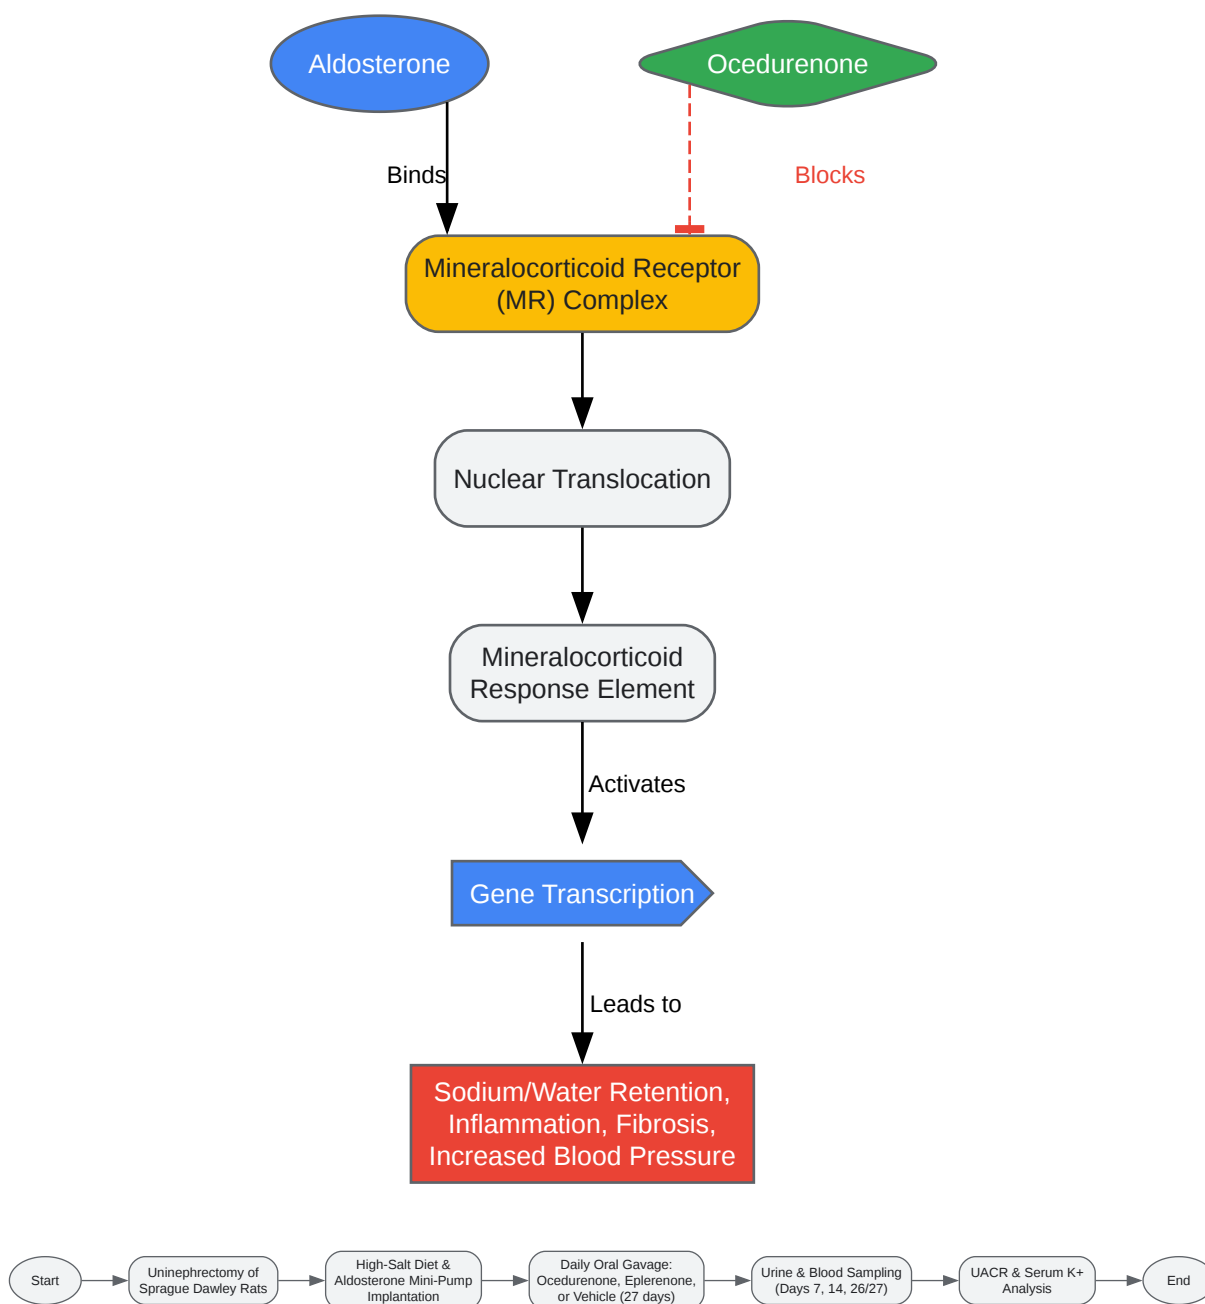 Aldosterone
Ocedurenone
Binds
Blocks
Mineralocorticoid Receptor
(MR) Complex
Nuclear Translocation
Mineralocorticoid
Response Element
Activates
Gene Transcription
Leads to
Sodium/Water Retention,
Inflammation, Fibrosis,
Increased Blood Pressure
Start
Uninephrectomy of
Sprague Dawley Rats
High-Salt Diet &
Aldosterone Mini-Pump
Implantation
Daily Oral Gavage:
Ocedurenone, Eplerenone,
or Vehicle (27 days)
Urine & Blood Sampling
(Days 7, 14, 26/27)
UACR & Serum K+
Analysis
End